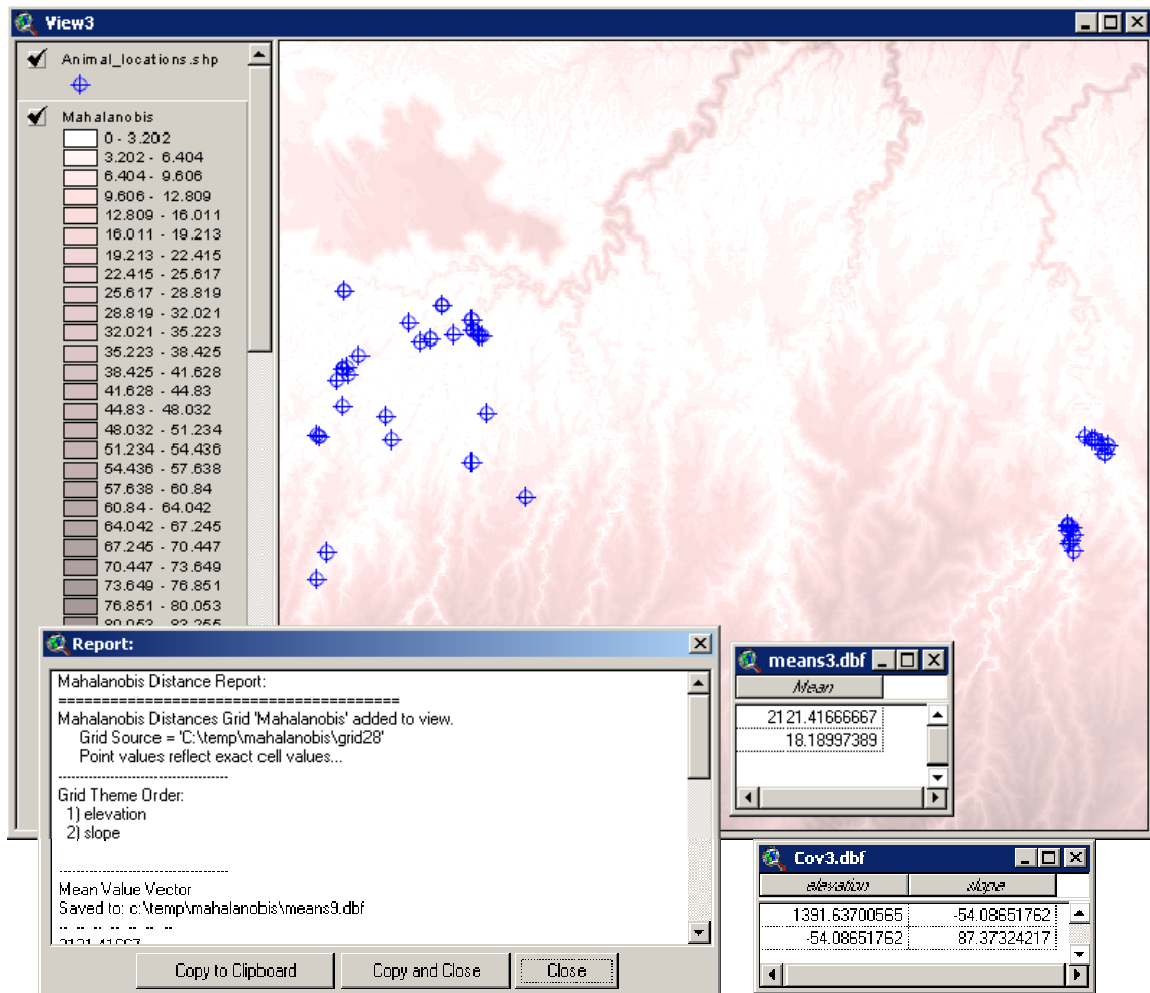 View3
Animal_locations.shp
Mahalanobis
0 - 3.202
3.202 - 6.404
6.404 - 9.606
9.606 - 12.809
12.809 - 16.011
16.011 - 19.213
19.213 - 22.415
22.415 - 25.617
25.617 - 28.819
28.819 - 32.021
32.021 - 35.223
35.223 - 38.425
38.425 - 41.628
41.628 - 44.83
44.83 - 48.032
48.032 - 51.234
51.234 - 54.436
54.436 - 57.638
57.638 - 60.84
60.84 - 64.042
64.042 - 67.245
67.245 - 70.447
70.447 - 73.649
73.649 - 76.851
76.851 - 80.053
80.053 - 83.255
Report:
Mahalanobis Distance Report:
========================================
Mahalanobis Distances Grid 'Mahalanobis' added to view.
Grid Source = 'C:\temp\mahalanobis\grid28'
Point values reflect exact cell values...
----------------------------------------
Grid Theme Order:
1) elevation
2) slope
----------------------------------------
Mean Value Vector
Saved to: c:\temp\mahalanobis\means9.dbf
-- -- -- -- -- -- --
2121.41667
Copy to Clipboard
Copy and Close
Close
means3.dbf
Mean
2121.41666667
18.18997389
Cov3.dbf
elevation slope
1391.63700565 -54.08651762
-54.08651762 87.37324217